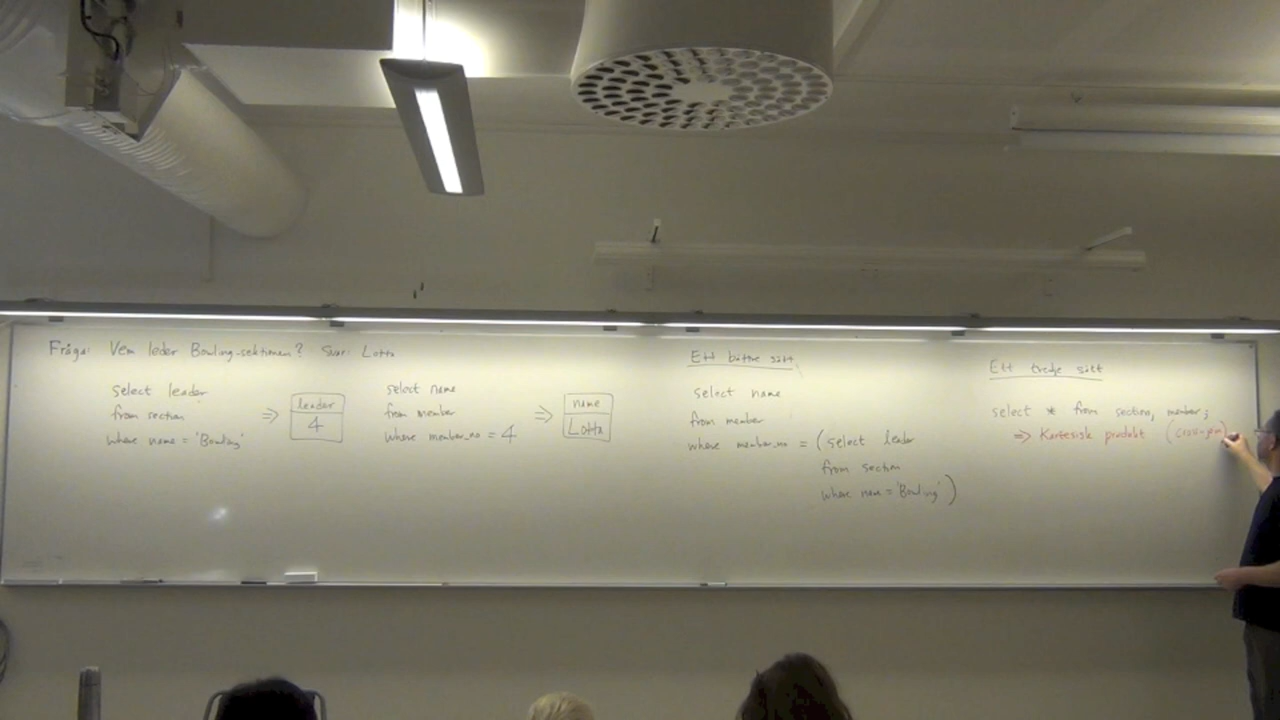 Fråga: Vem leder Bowling-sektionen? Svar: Lotta
select leader
from section
where name = 'Bowling'
⇒
leader
4
select name
from member
where member_no = 4
⇒
name
Lotta
Ett bättre sätt
select name
from member
where member_no = (select leader
from section
where name = 'Bowling')
Ett tredje sätt
select * from section, member;
⇒ Kartesisk produkt (cross-join)